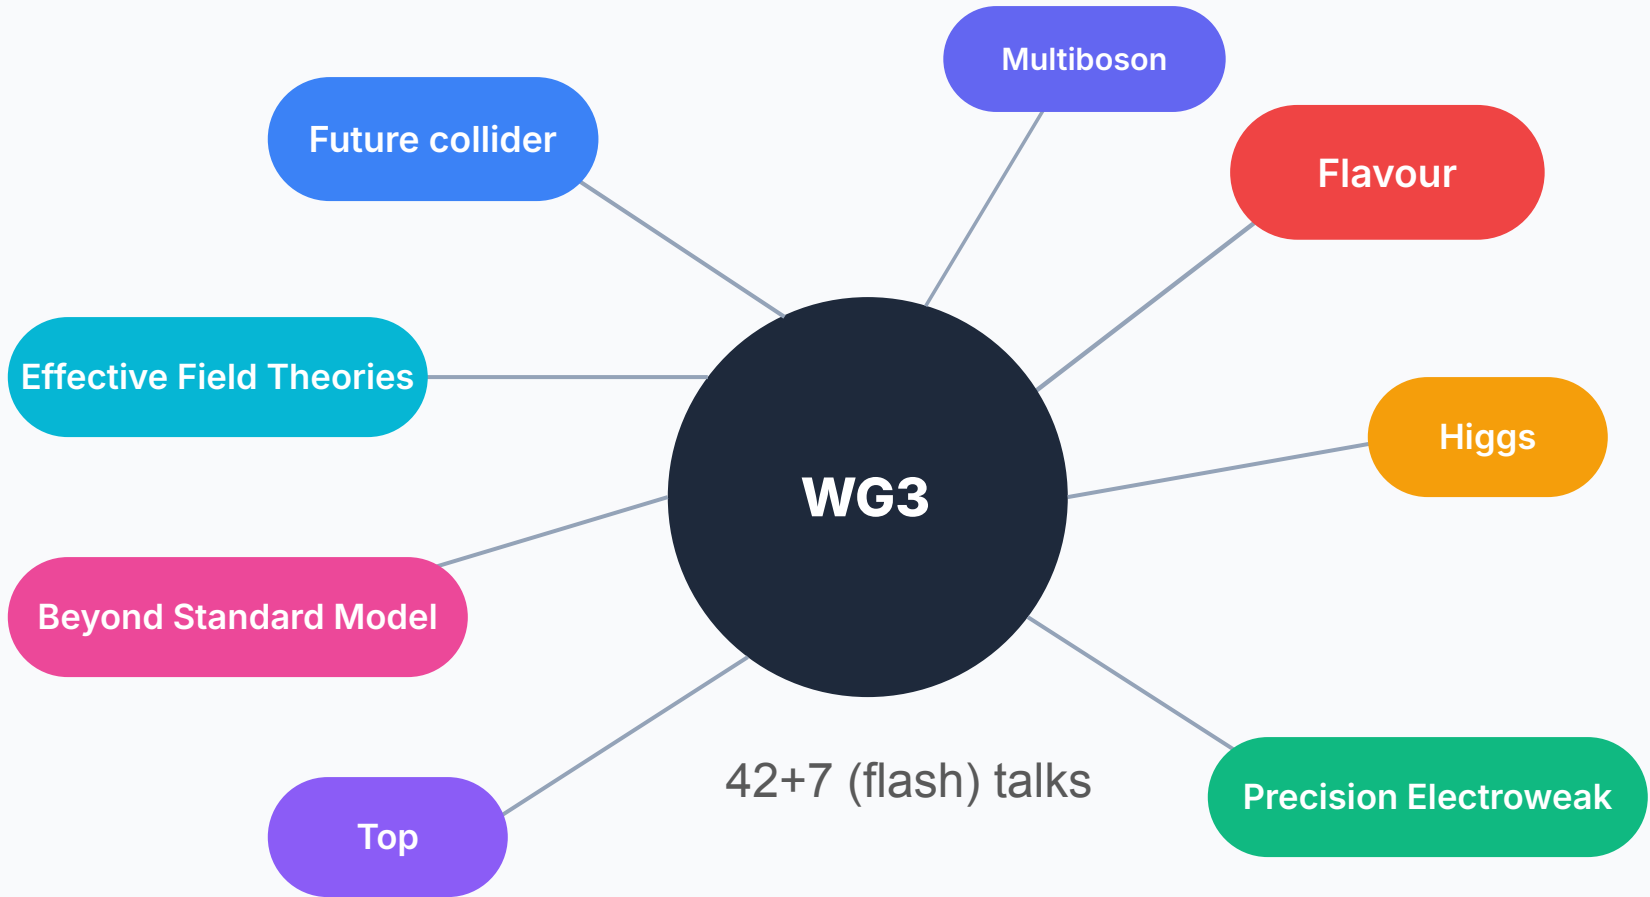 Multiboson
Future collider
Flavour
Effective Field Theories
Higgs
WG3
Beyond Standard Model
42+7 (flash) talks
Precision Electroweak
Top